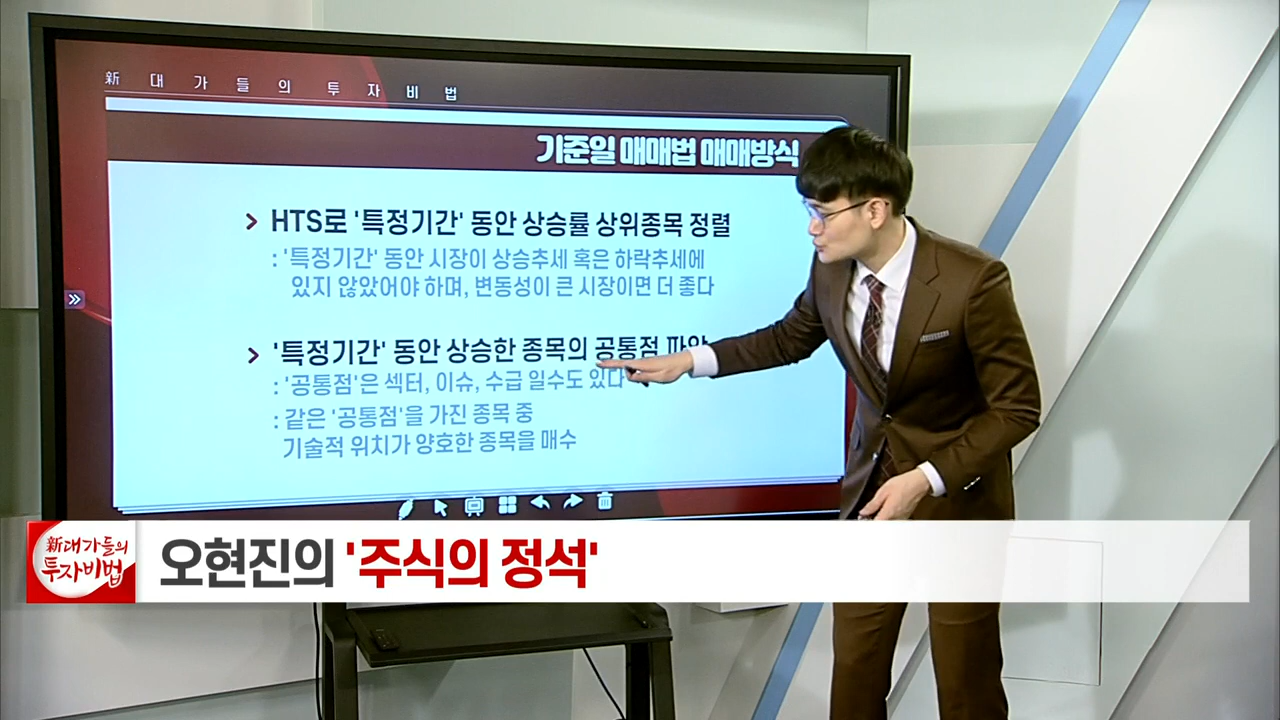 新 대 가 들 의 투 자 비 법
기준일 매매법 매매방식
HTS로 '특정기간' 동안 상승률 상위종목 정렬
: '특정기간' 동안 시장이 상승추세 혹은 하락추세에
있지 않았어야 하며, 변동성이 큰 시장이면 더 좋다
'특정기간' 동안 상승한 종목의 공통점
: '공통점'은 섹터, 이슈, 수급 일수도 있다
: 같은 '공통점'을 가진 종목 중
기술적 위치가 양호한 종목을 매수
新대가들의
투자비법
오현진의 '주식의 정석'